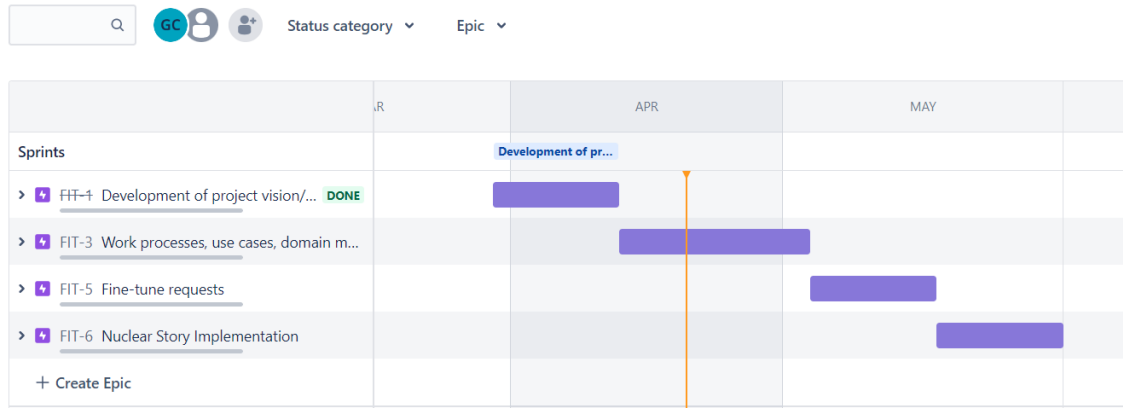 GC Status category Epic
AR APR MAY
Sprints Development of pr...
FIT-1 Development of project vision/... DONE
FIT-3 Work processes, use cases, domain m...
FIT-5 Fine-tune requests
FIT-6 Nuclear Story Implementation
+ Create Epic